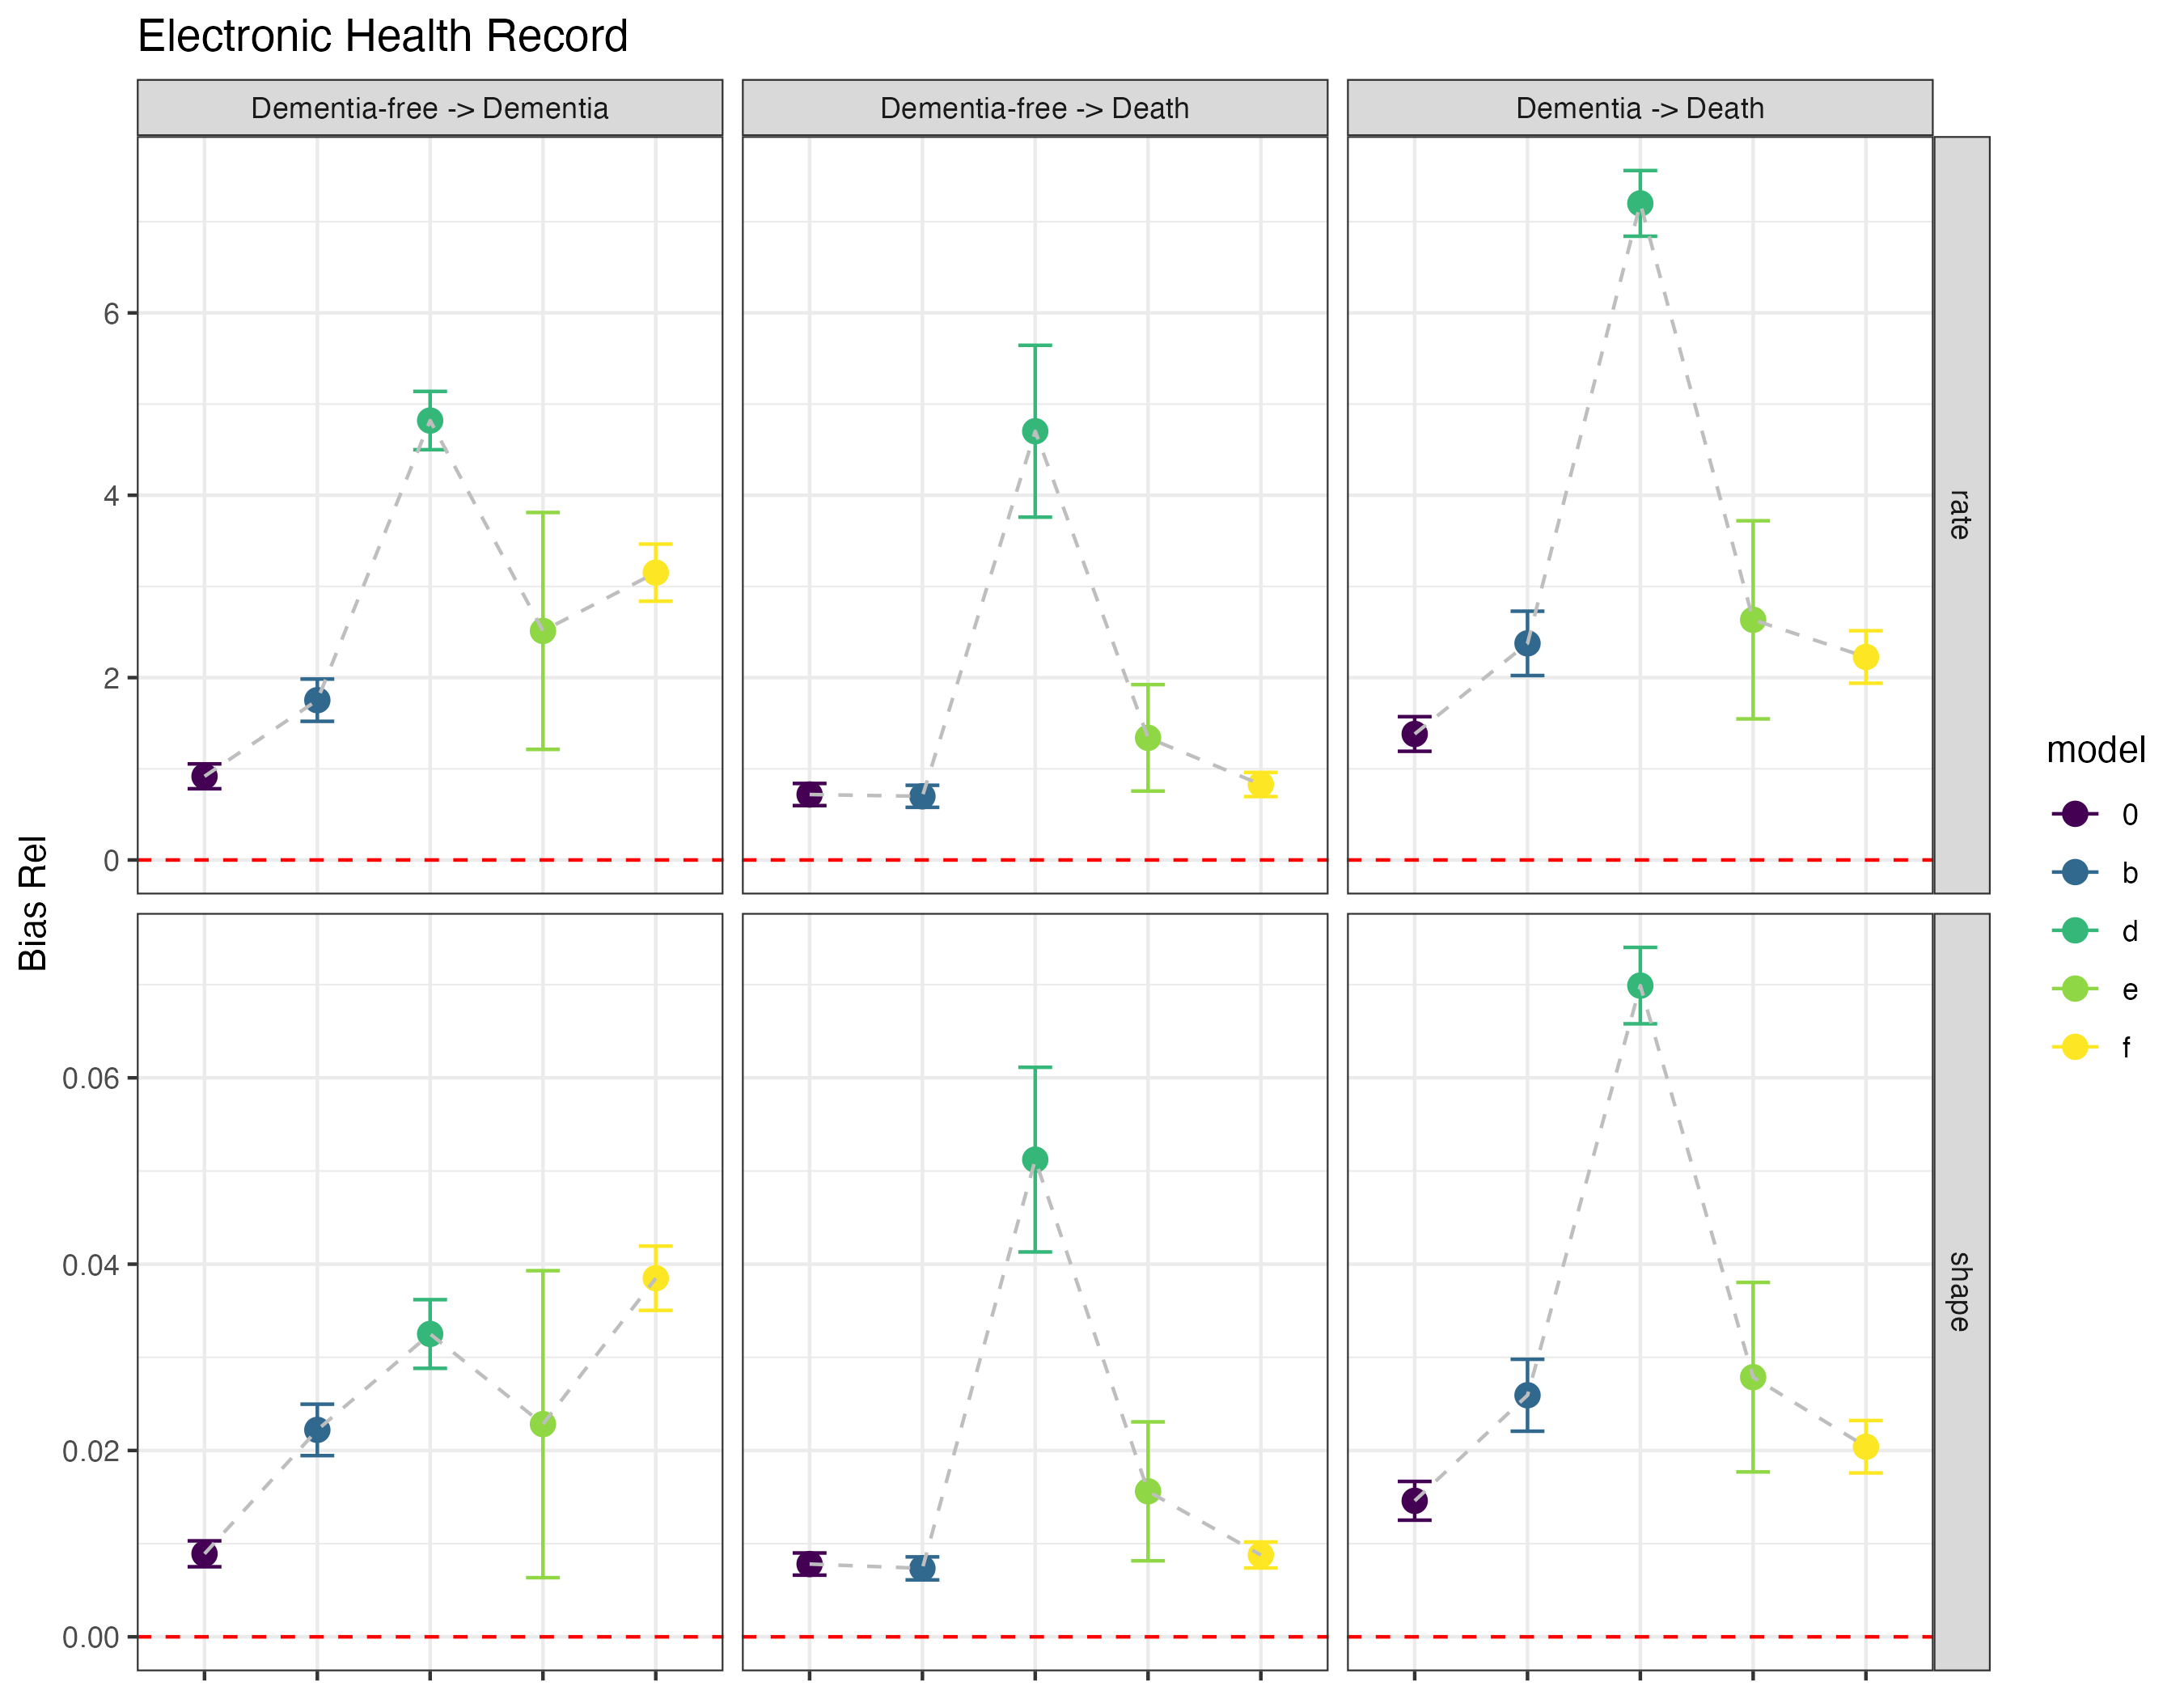 Electronic Health Record
Dementia-free -> Dementia
Dementia-free -> Death
Dementia -> Death
6
4
2
0
rate
Bias Rel
0.06
0.04
0.02
0.00
shape
model
0
b
d
e
f